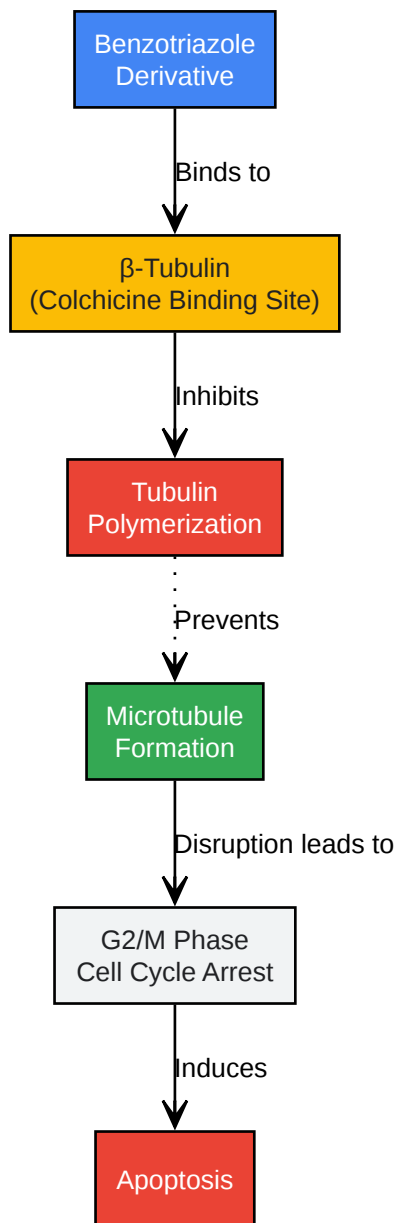 Benzotriazole
Derivative
Binds to
β-Tubulin
(Colchicine Binding Site)
Inhibits
Tubulin
Polymerization
Prevents
Microtubule
Formation
Disruption leads to
G2/M Phase
Cell Cycle Arrest
Induces
Apoptosis